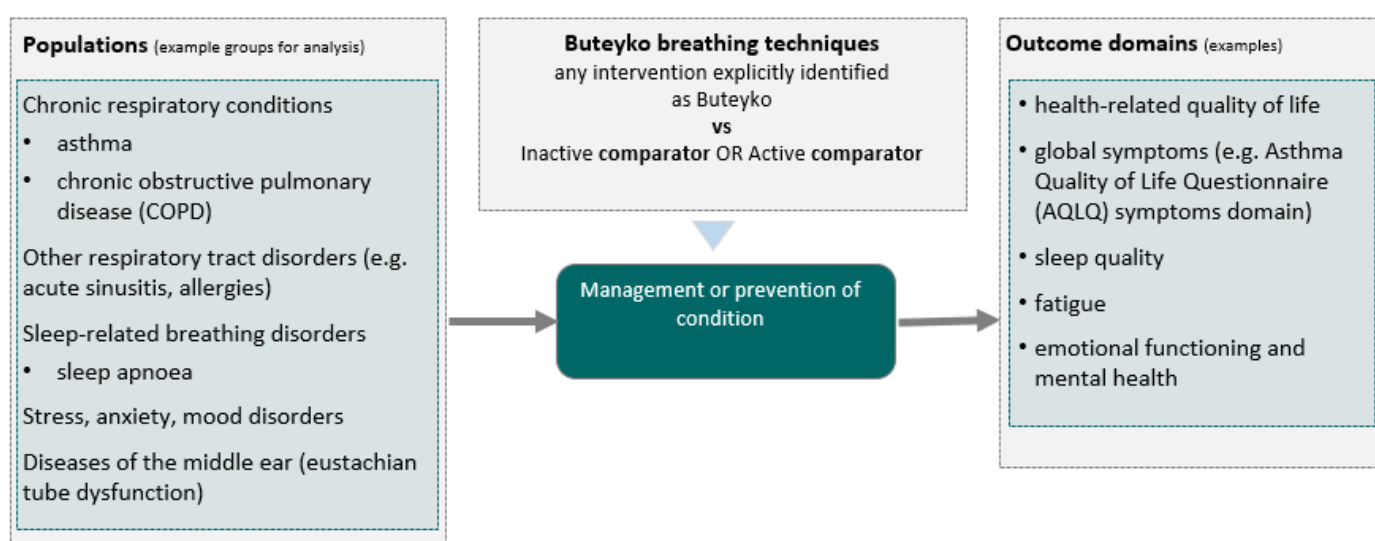 Populations (example groups for analysis)
Chronic respiratory conditions
• asthma
• chronic obstructive pulmonary
disease (COPD)
Other respiratory tract disorders (e.g.
acute sinusitis, allergies)
Sleep-related breathing disorders
• sleep apnoea
Stress, anxiety, mood disorders
Diseases of the middle ear (eustachian
tube dysfunction)
Buteyko breathing techniques
any intervention explicitly identified
as Buteyko
vs
Inactive comparator OR Active comparator
Management or prevention of
condition
Outcome domains (examples)
• health-related quality of life
• global symptoms (e.g. Asthma
Quality of Life Questionnaire
(AQLQ) symptoms domain)
• sleep quality
• fatigue
• emotional functioning and
mental health